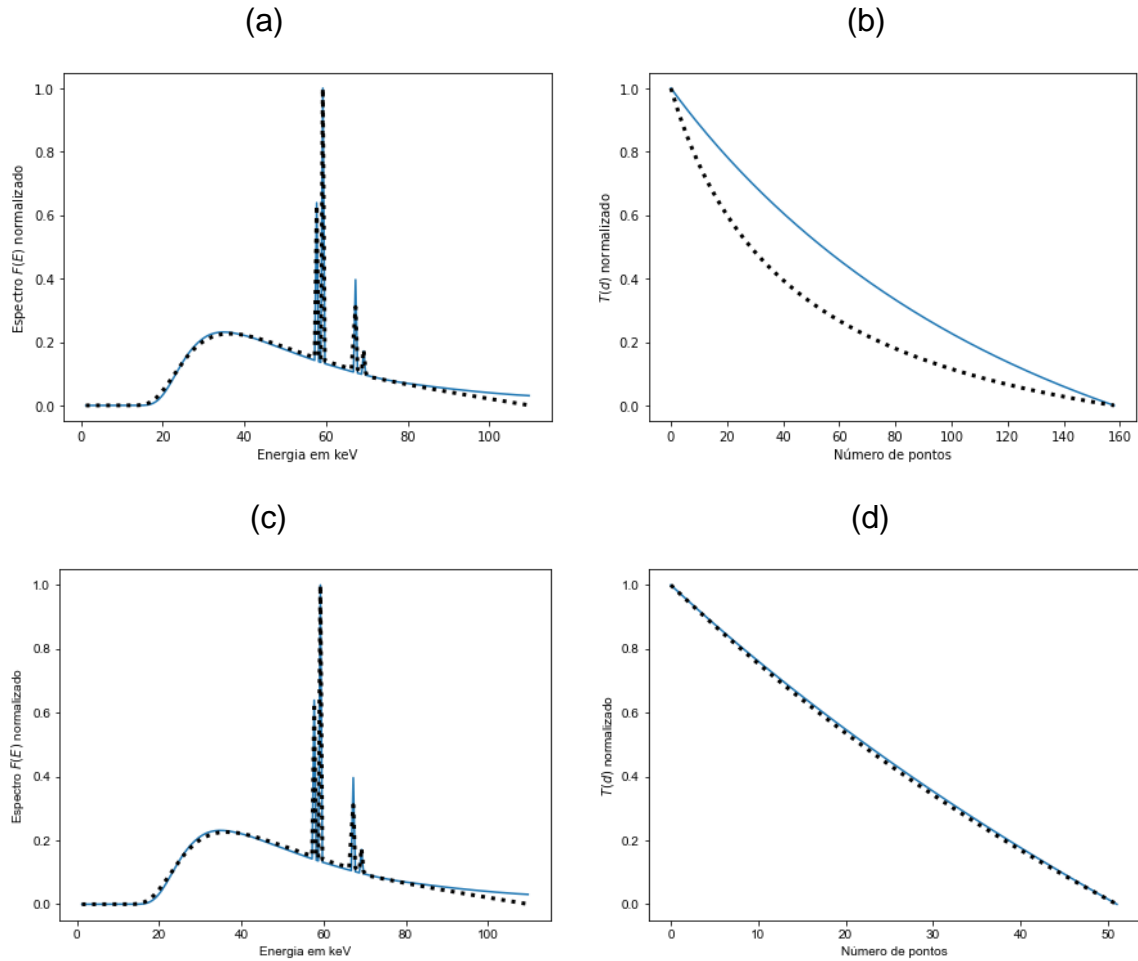 (a)
(b)
1.0
0.8
0.6
0.4
0.2
0.0
Espectro F(E) normalizado
0 20 40 60 80 100
Energia em keV
1.0
0.8
0.6
0.4
0.2
0.0
T(d) normalizado
0 20 40 60 80 100 120 140 160
Número de pontos
(c)
(d)
1.0
0.8
0.6
0.4
0.2
0.0
Espectro F(E) normalizado
0 20 40 60 80 100
Energia em keV
1.0
0.8
0.6
0.4
0.2
0.0
T(d) normalizado
0 10 20 30 40 50
Número de pontos